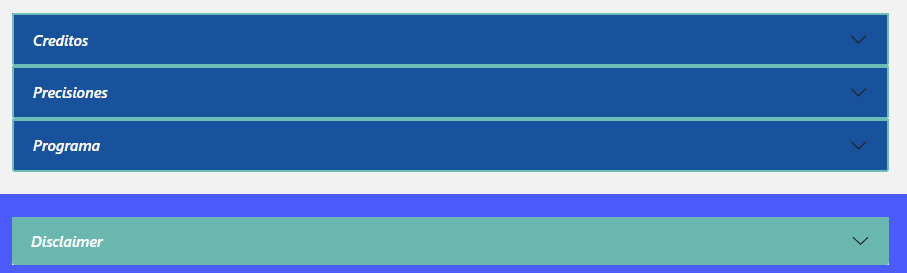 Creditos
Precisiones
Programa
Disclaimer